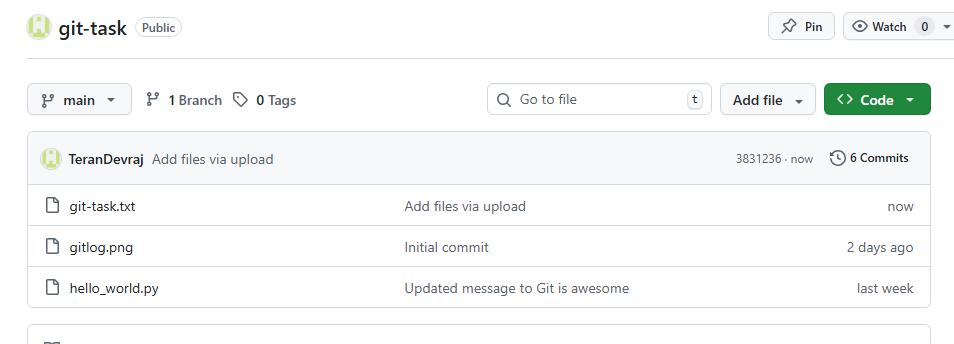 git-task Public Pin Watch 0
main 1 Branch 0 Tags Go to file t Add file Code
TeranDevraj Add files via upload 3831236 · now 6 Commits
git-task.txt Add files via upload now
gitlog.png Initial commit 2 days ago
hello_world.py Updated message to Git is awesome last week